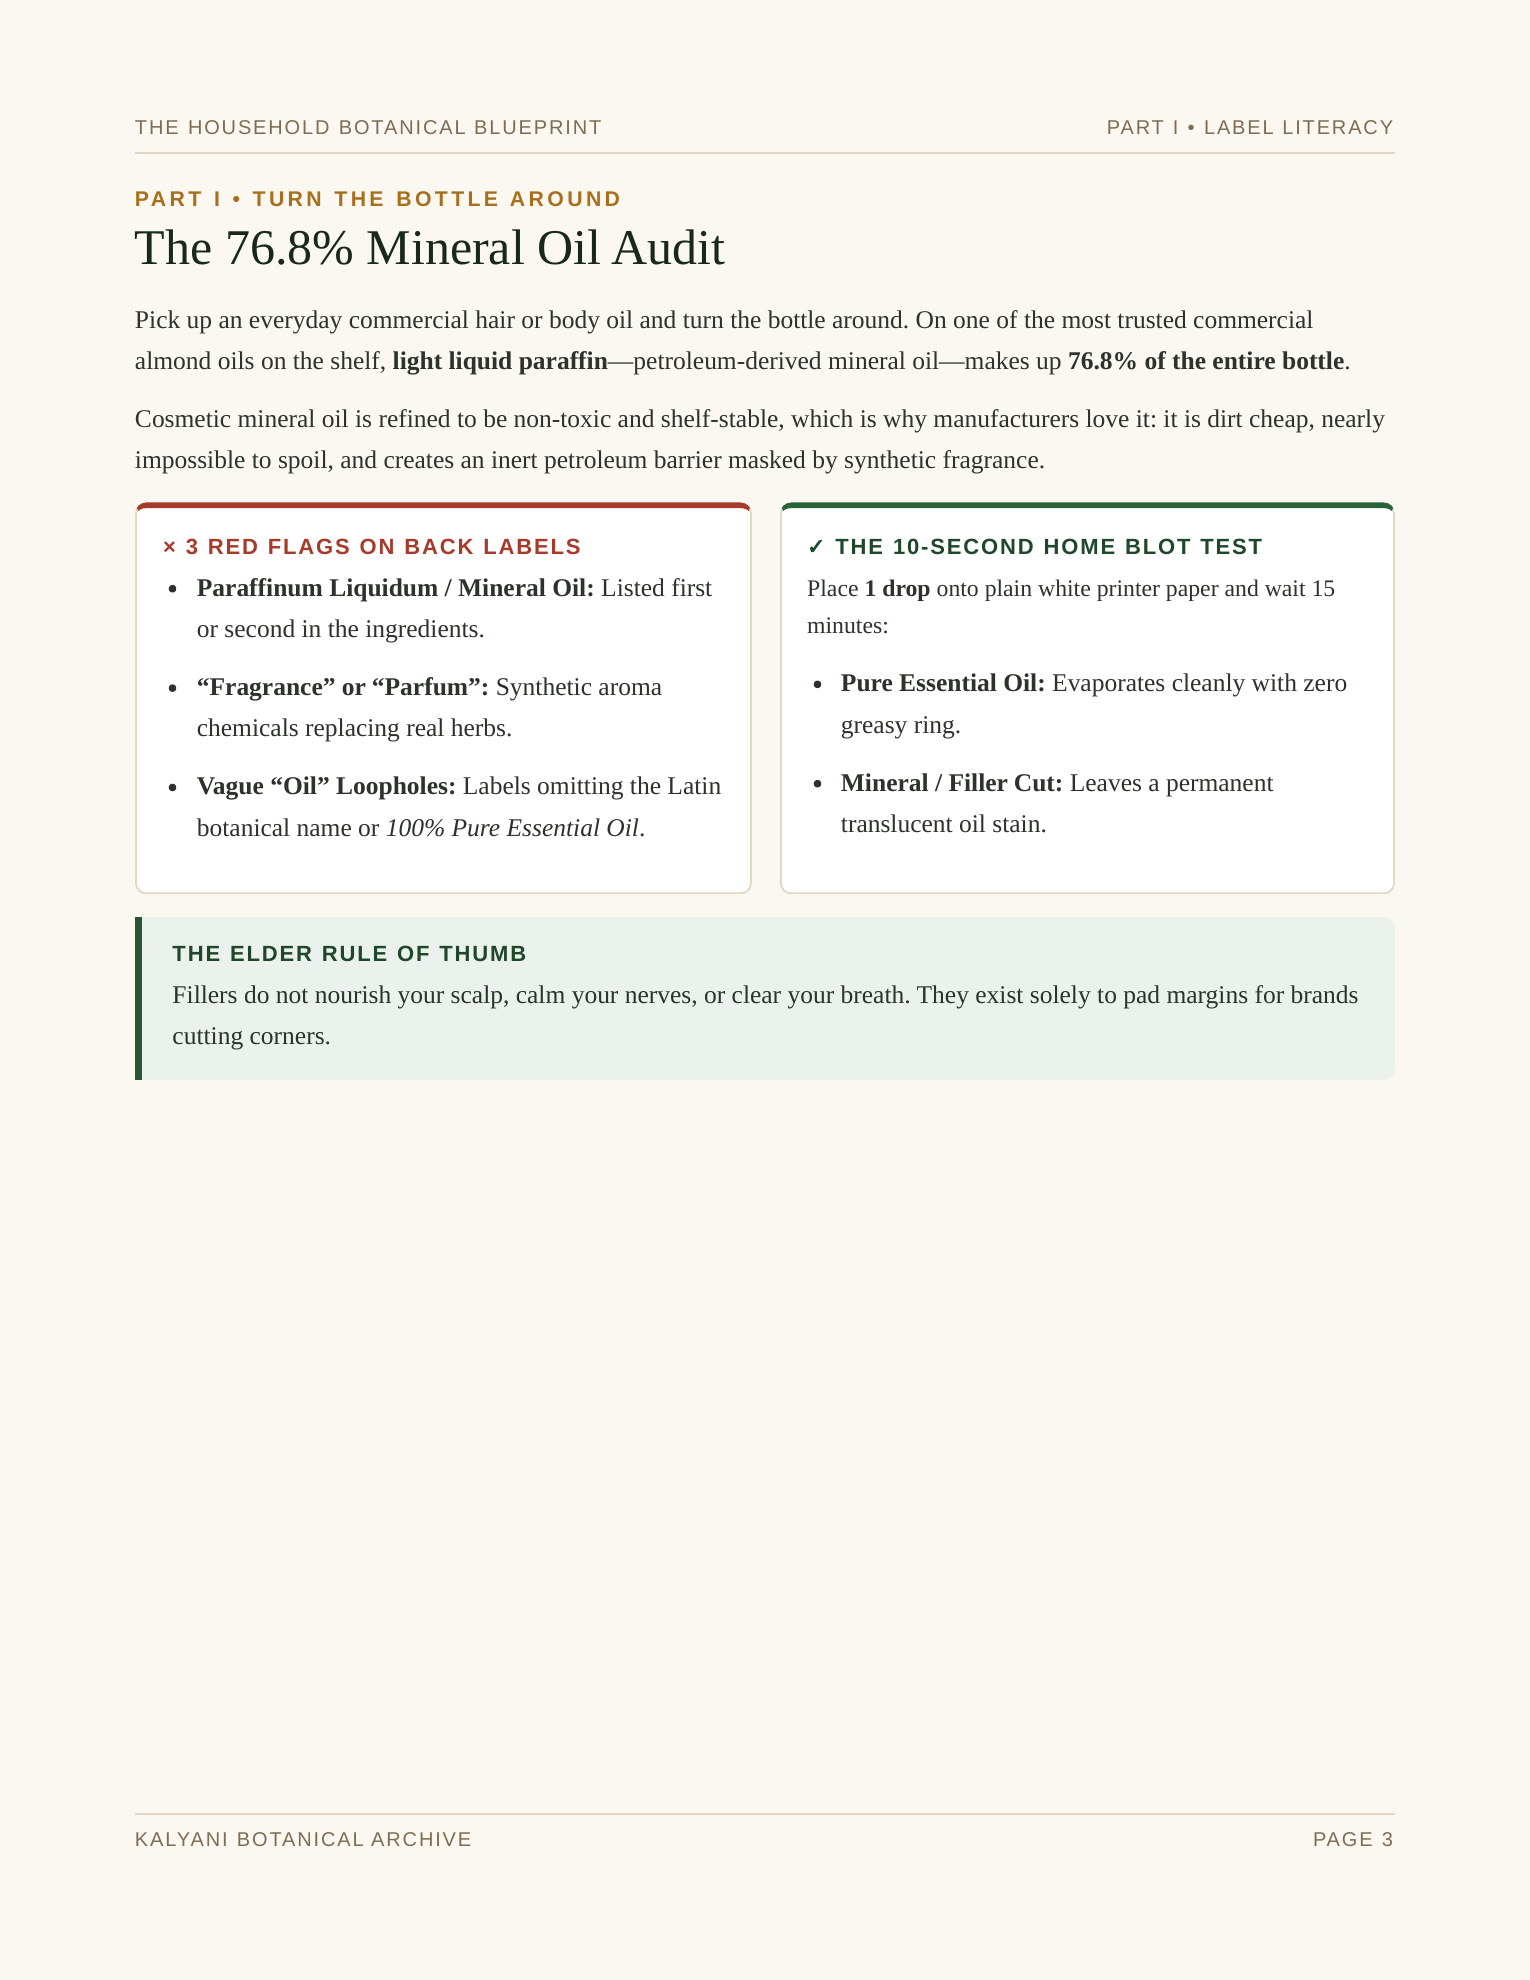 THE HOUSEHOLD BOTANICAL BLUEPRINT
PART I • LABEL LITERACY
PART I • TURN THE BOTTLE AROUND
The 76.8% Mineral Oil Audit
Pick up an everyday commercial hair or body oil and turn the bottle around. On one of the most trusted commercial
almond oils on the shelf, light liquid paraffin—petroleum-derived mineral oil—makes up 76.8% of the entire bottle.
Cosmetic mineral oil is refined to be non-toxic and shelf-stable, which is why manufacturers love it: it is dirt cheap, nearly
impossible to spoil, and creates an inert petroleum barrier masked by synthetic fragrance.
× 3 RED FLAGS ON BACK LABELS
• Paraffinum Liquidum / Mineral Oil: Listed first
or second in the ingredients.
• “Fragrance” or “Parfum”: Synthetic aroma
chemicals replacing real herbs.
• Vague “Oil” Loopholes: Labels omitting the Latin
botanical name or 100% Pure Essential Oil.
✓ THE 10-SECOND HOME BLOT TEST
Place 1 drop onto plain white printer paper and wait 15
minutes:
• Pure Essential Oil: Evaporates cleanly with zero
greasy ring.
• Mineral / Filler Cut: Leaves a permanent
translucent oil stain.
THE ELDER RULE OF THUMB
Fillers do not nourish your scalp, calm your nerves, or clear your breath. They exist solely to pad margins for brands
cutting corners.
KALYANI BOTANICAL ARCHIVE
PAGE 3